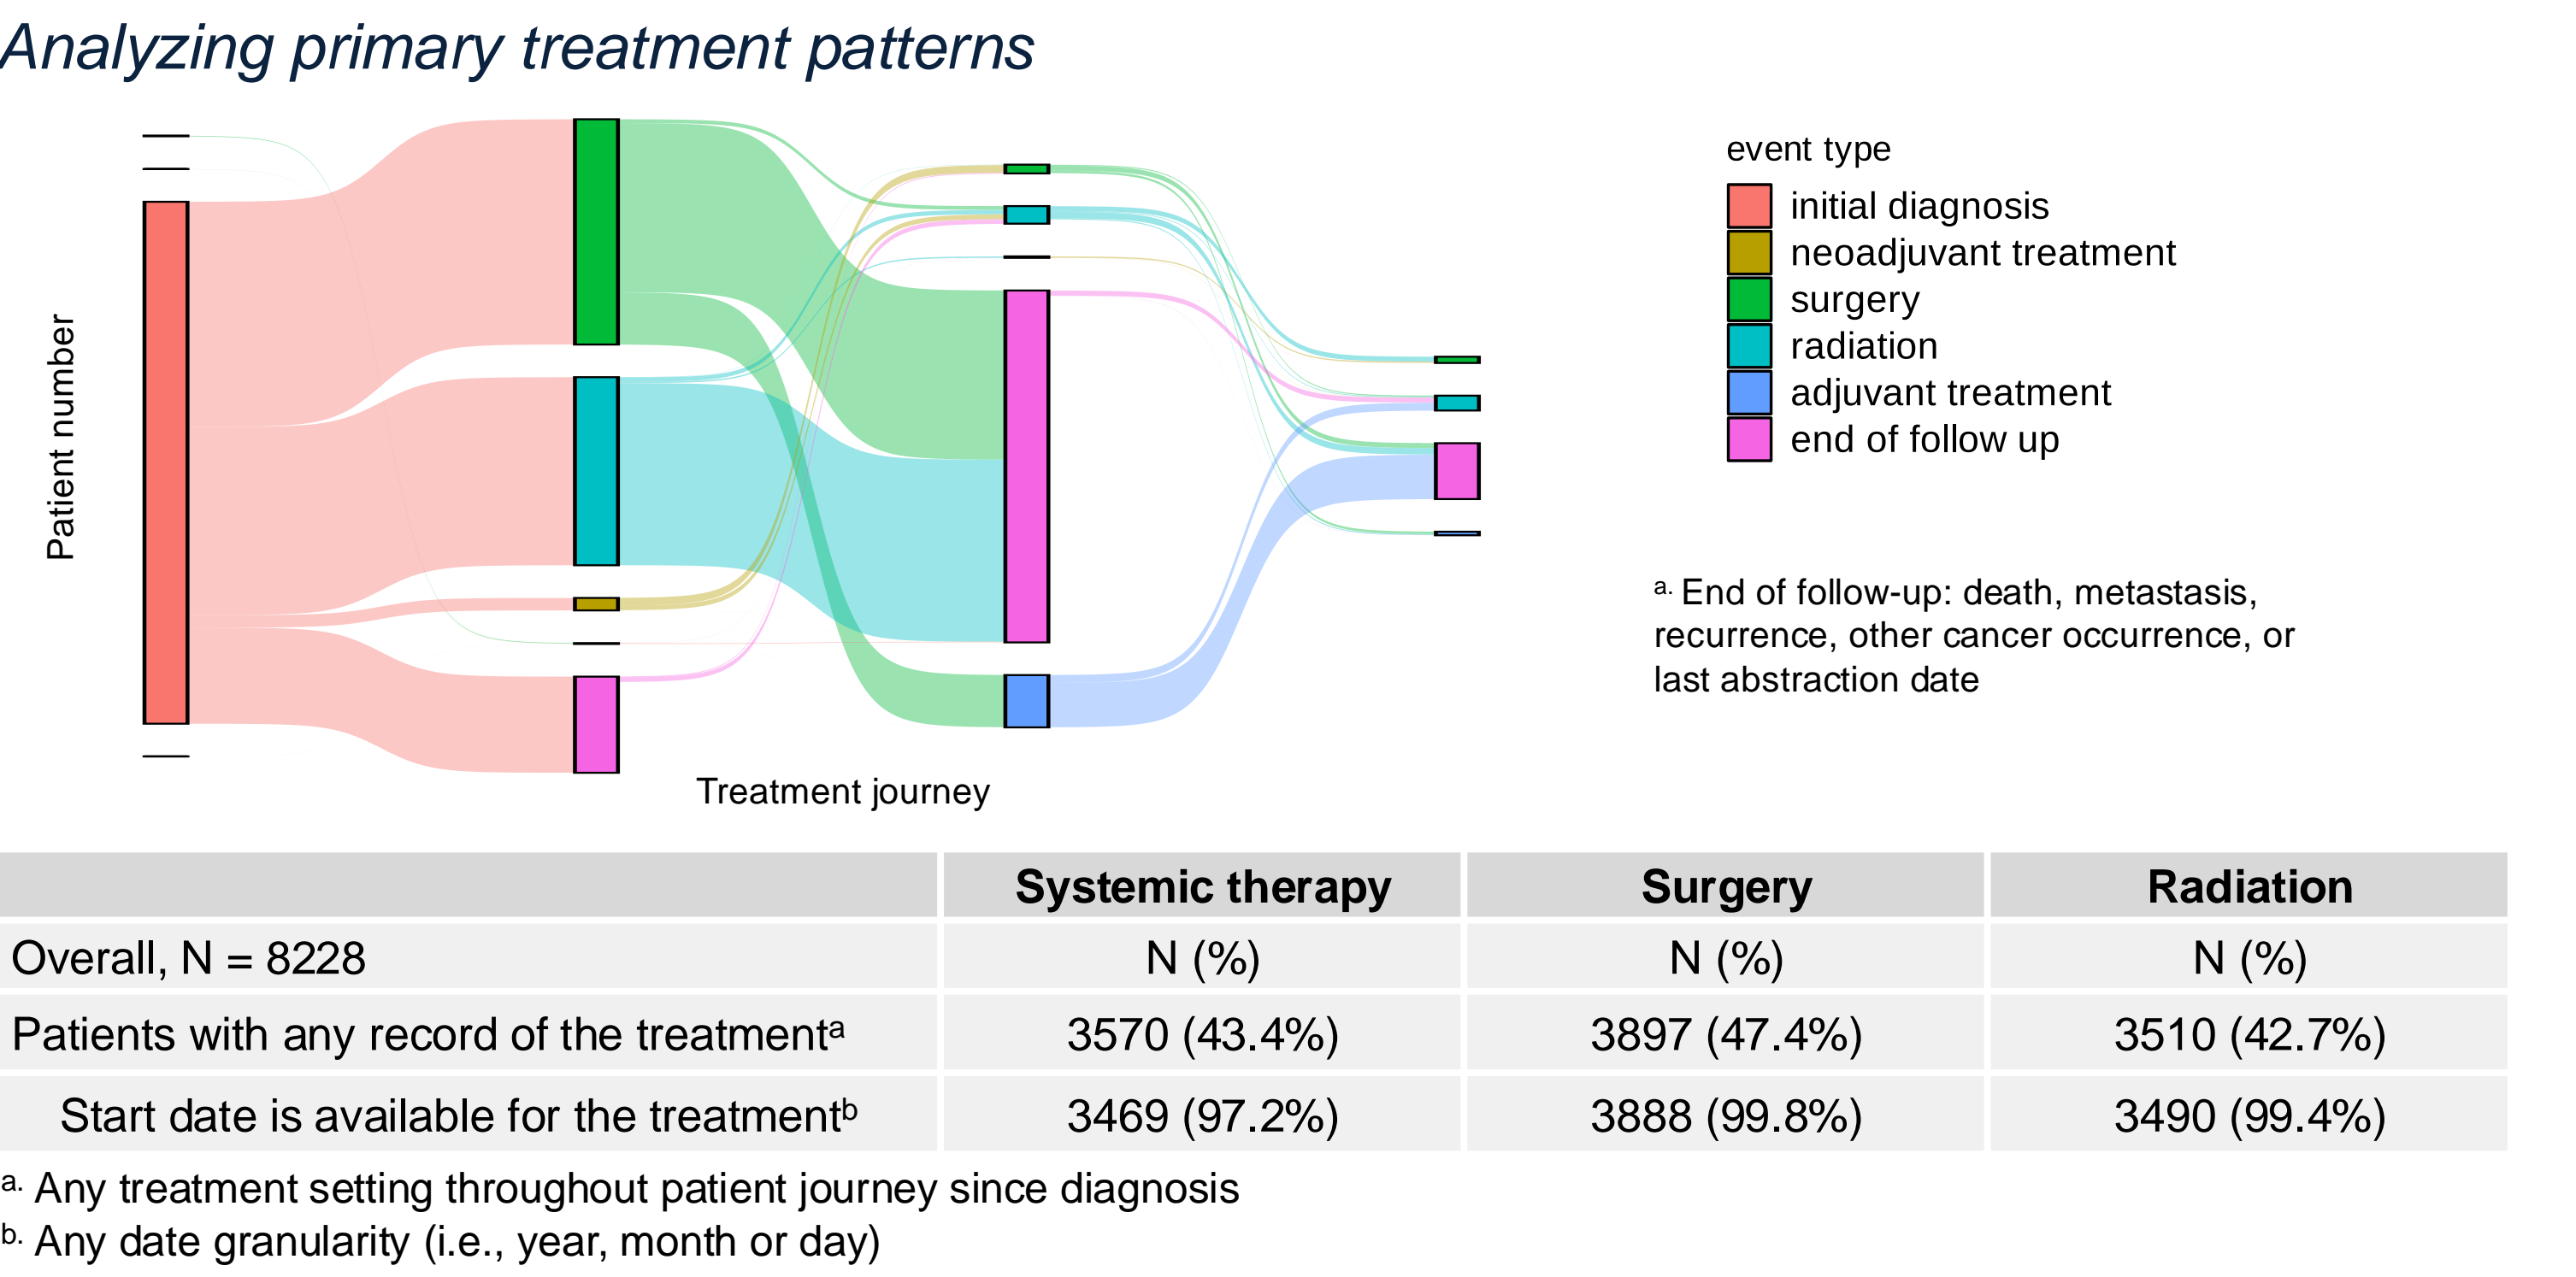 Analyzing primary treatment patterns
Patient number
Treatment journey
event type
initial diagnosis
neoadjuvant treatment
surgery
radiation
adjuvant treatment
end of follow up
a. End of follow-up: death, metastasis,
recurrence, other cancer occurrence, or
last abstraction date
Systemic therapy Surgery Radiation
Overall, N = 8228 N (%) N (%) N (%)
Patients with any record of the treatmentᵃ 3570 (43.4%) 3897 (47.4%) 3510 (42.7%)
Start date is available for the treatmentᵇ 3469 (97.2%) 3888 (99.8%) 3490 (99.4%)
a. Any treatment setting throughout patient journey since diagnosis
b. Any date granularity (i.e., year, month or day)